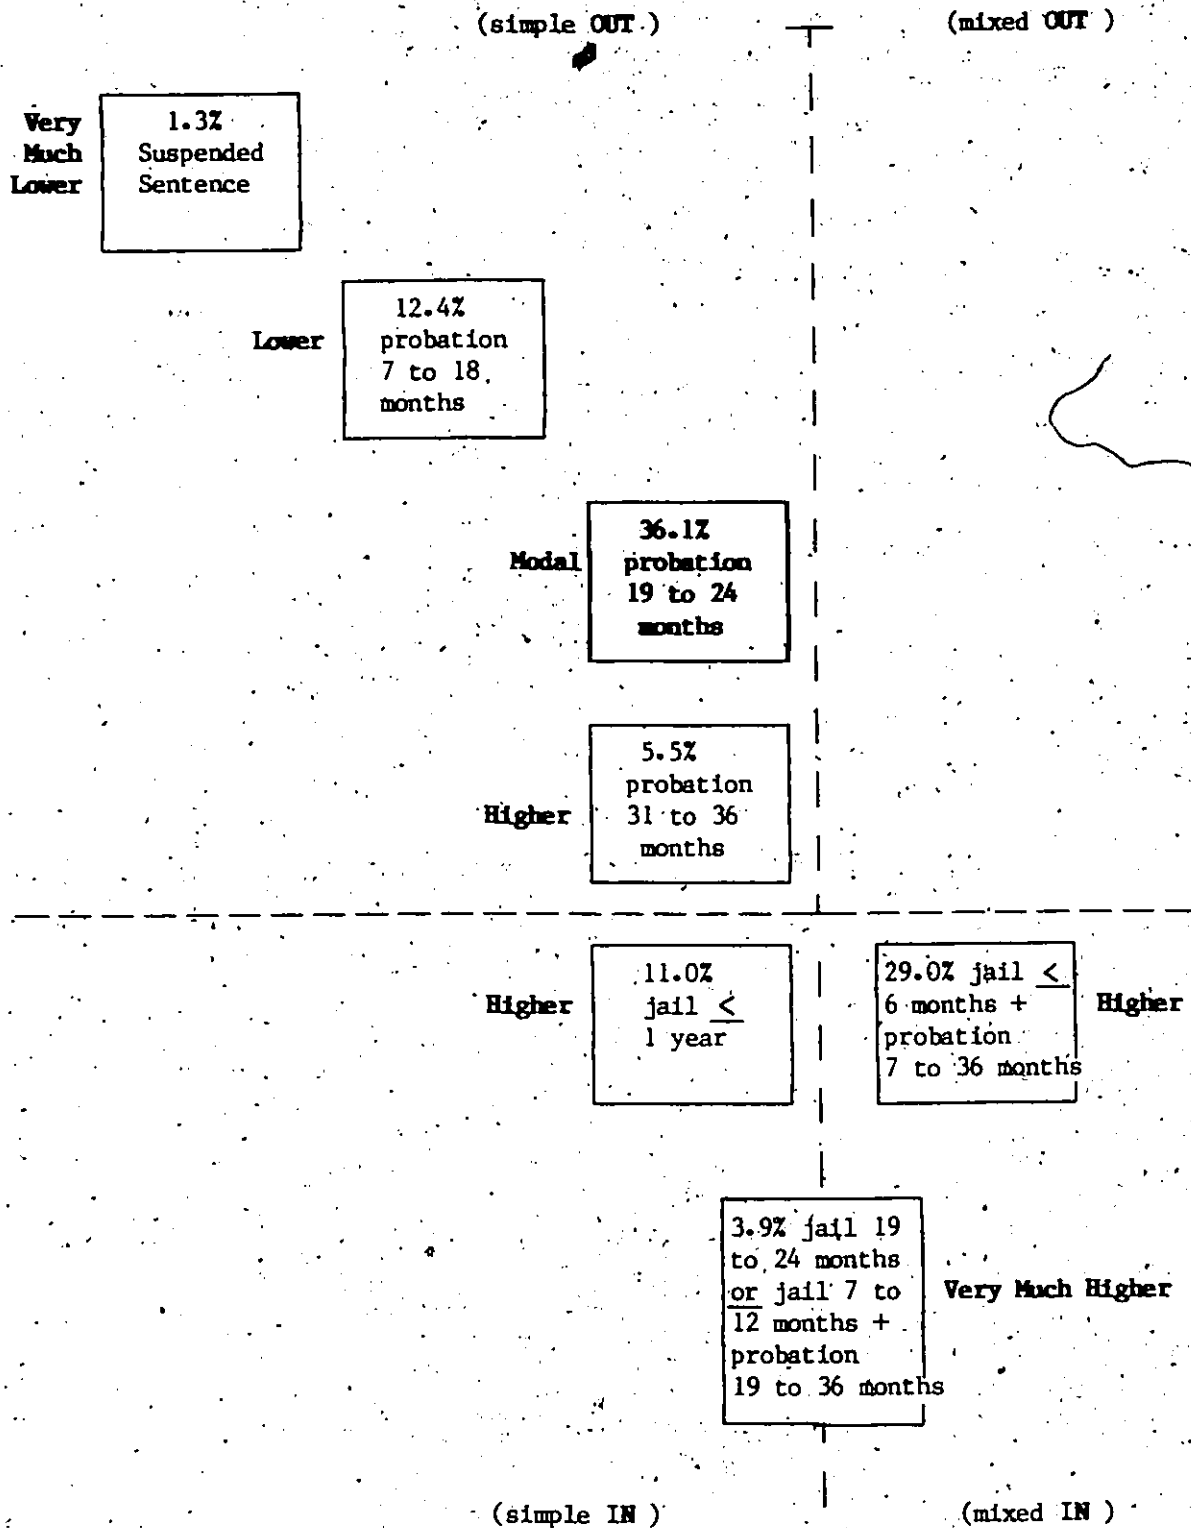 (simple OUT )
(mixed OUT )
Very
Much
Lower
1.3%
Suspended
Sentence
Lower
12.4%
probation
7 to 18
months
Modal
36.1%
probation
19 to 24
months
Higher
5.5%
probation
31 to 36
months
Higher
11.0%
jail <
1 year
29.0% jail <
6 months +
probation
7 to 36 months
Higher
3.9% jail 19
to 24 months
or jail 7 to
12 months +
probation
19 to 36 months
Very Much Higher
(simple IN )
(mixed IN )